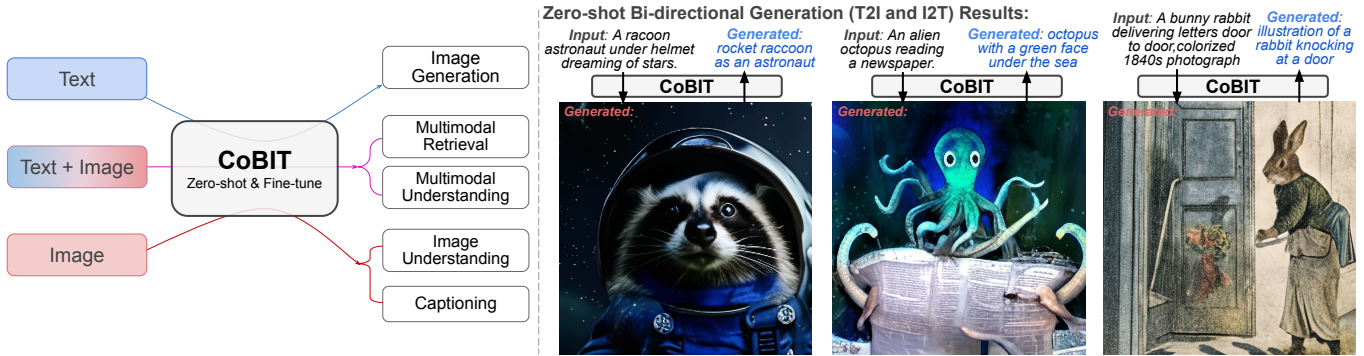 Text
Text + Image
Image
CoBIT
Zero-shot & Fine-tune
Image
Generation
Multimodal
Retrieval
Multimodal
Understanding
Image
Understanding
Captioning
Zero-shot Bi-directional Generation (T2I and I2T) Results:
Input: A racoon
astronaut under helmet
dreaming of stars.
Generated:
rocket raccoon
as an astronaut
CoBIT
Generated:
Input: An alien
octopus reading
a newspaper.
Generated: octopus
with a green face
under the sea
CoBIT
Generated:
Input: A bunny rabbit
delivering letters door
to door,colorized
1840s photograph
Generated:
illustration of a
rabbit knocking
at a door
CoBIT
Generated: